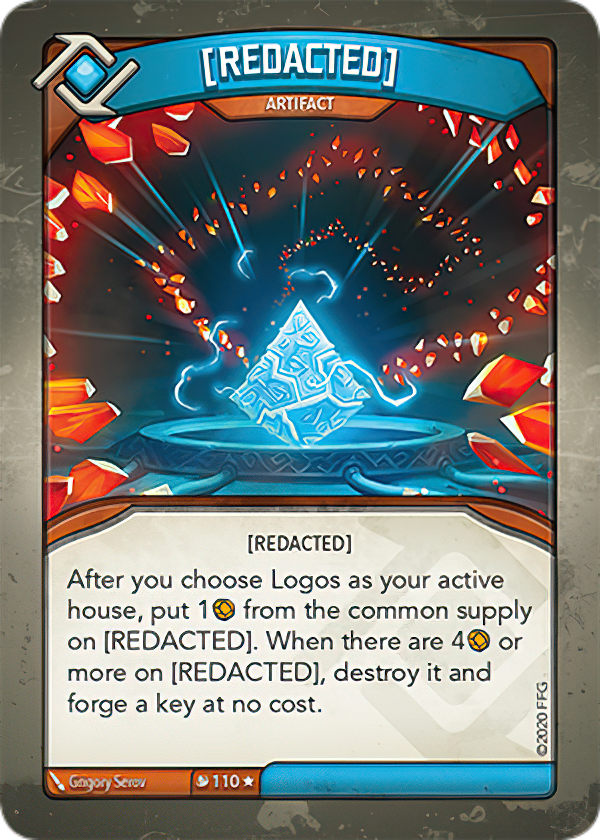 [REDACTED]
ARTIFACT
[REDACTED]
After you choose Logos as your active
house, put 1 from the common supply
on [REDACTED]. When there are 4 or
more on [REDACTED], destroy it and
forge a key at no cost.
©2020 FFG
Grigory Serov
110